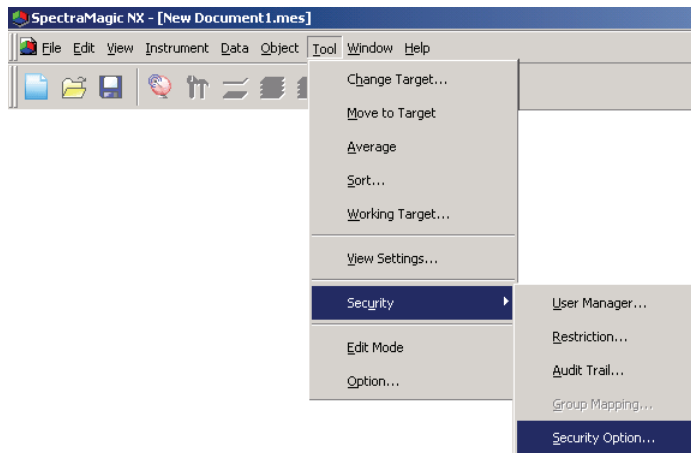 SpectraMagic NX - [New Document1.mes]
File Edit View Instrument Data Object Tool Window Help
Change Target...
Move to Target
Average
Sort...
Working Target...
View Settings...
Security
User Manager...
Restriction...
Edit Mode
Audit Trail...
Option...
Group Mapping...
Security Option...